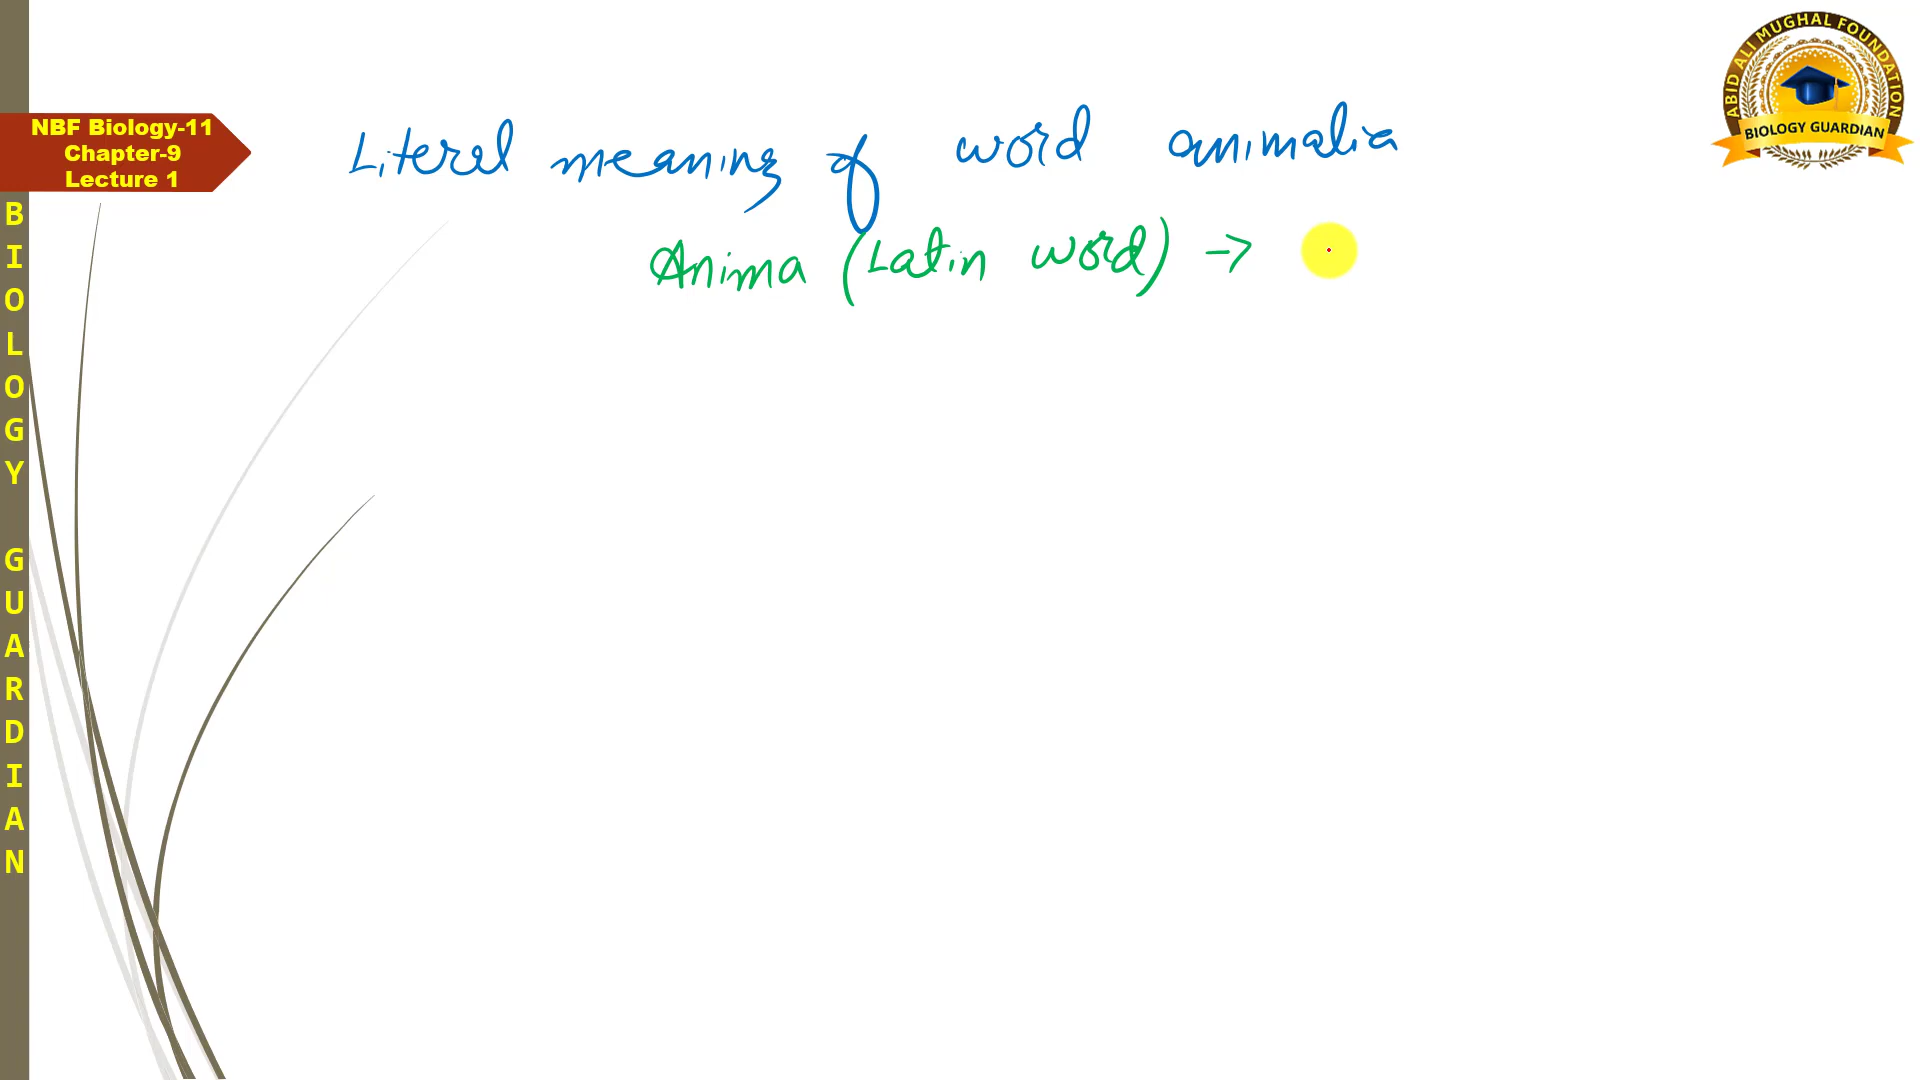 ABID ALI MUGHAL FOUNDATION
BIOLOGY GUARDIAN
NBF Biology-11
Chapter-9
Lecture 1
Literal meaning of word animalia
Anima (Latin word) →
BIOLOGY GUARDIAN